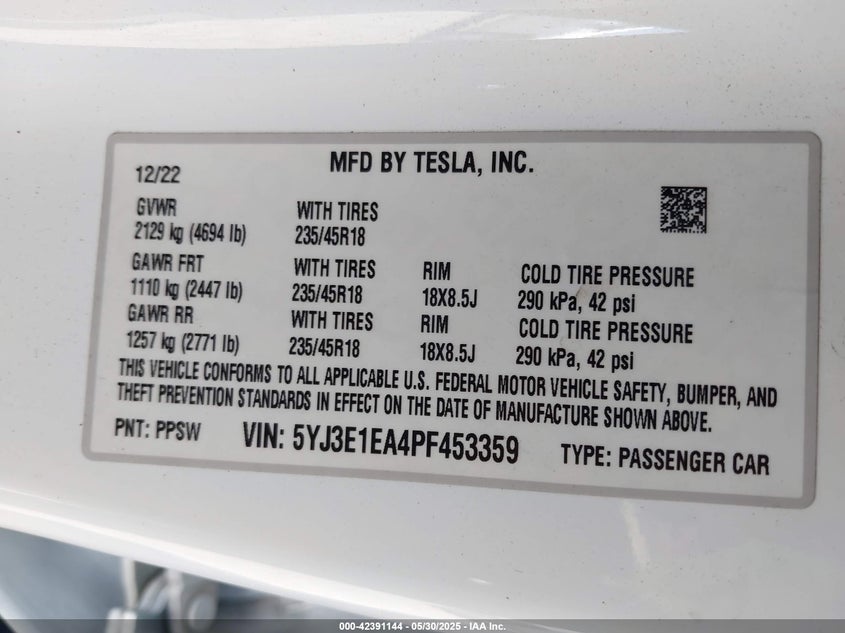 MFD BY TESLA, INC.
12/22
GVWR WITH TIRES
2129 kg (4694 lb) 235/45R18
GAWR FRT WITH TIRES RIM COLD TIRE PRESSURE
1110 kg (2447 lb) 235/45R18 18X8.5J 290 kPa, 42 psi
GAWR RR WITH TIRES RIM COLD TIRE PRESSURE
1257 kg (2771 lb) 235/45R18 18X8.5J 290 kPa, 42 psi
THIS VEHICLE CONFORMS TO ALL APPLICABLE U.S. FEDERAL MOTOR VEHICLE SAFETY, BUMPER, AND
THEFT PREVENTION STANDARDS IN EFFECT ON THE DATE OF MANUFACTURE SHOWN ABOVE.
PNT: PPSW VIN: 5YJ3E1EA4PF453359 TYPE: PASSENGER CAR
000-42391144 - 05/30/2025 - IAA Inc.